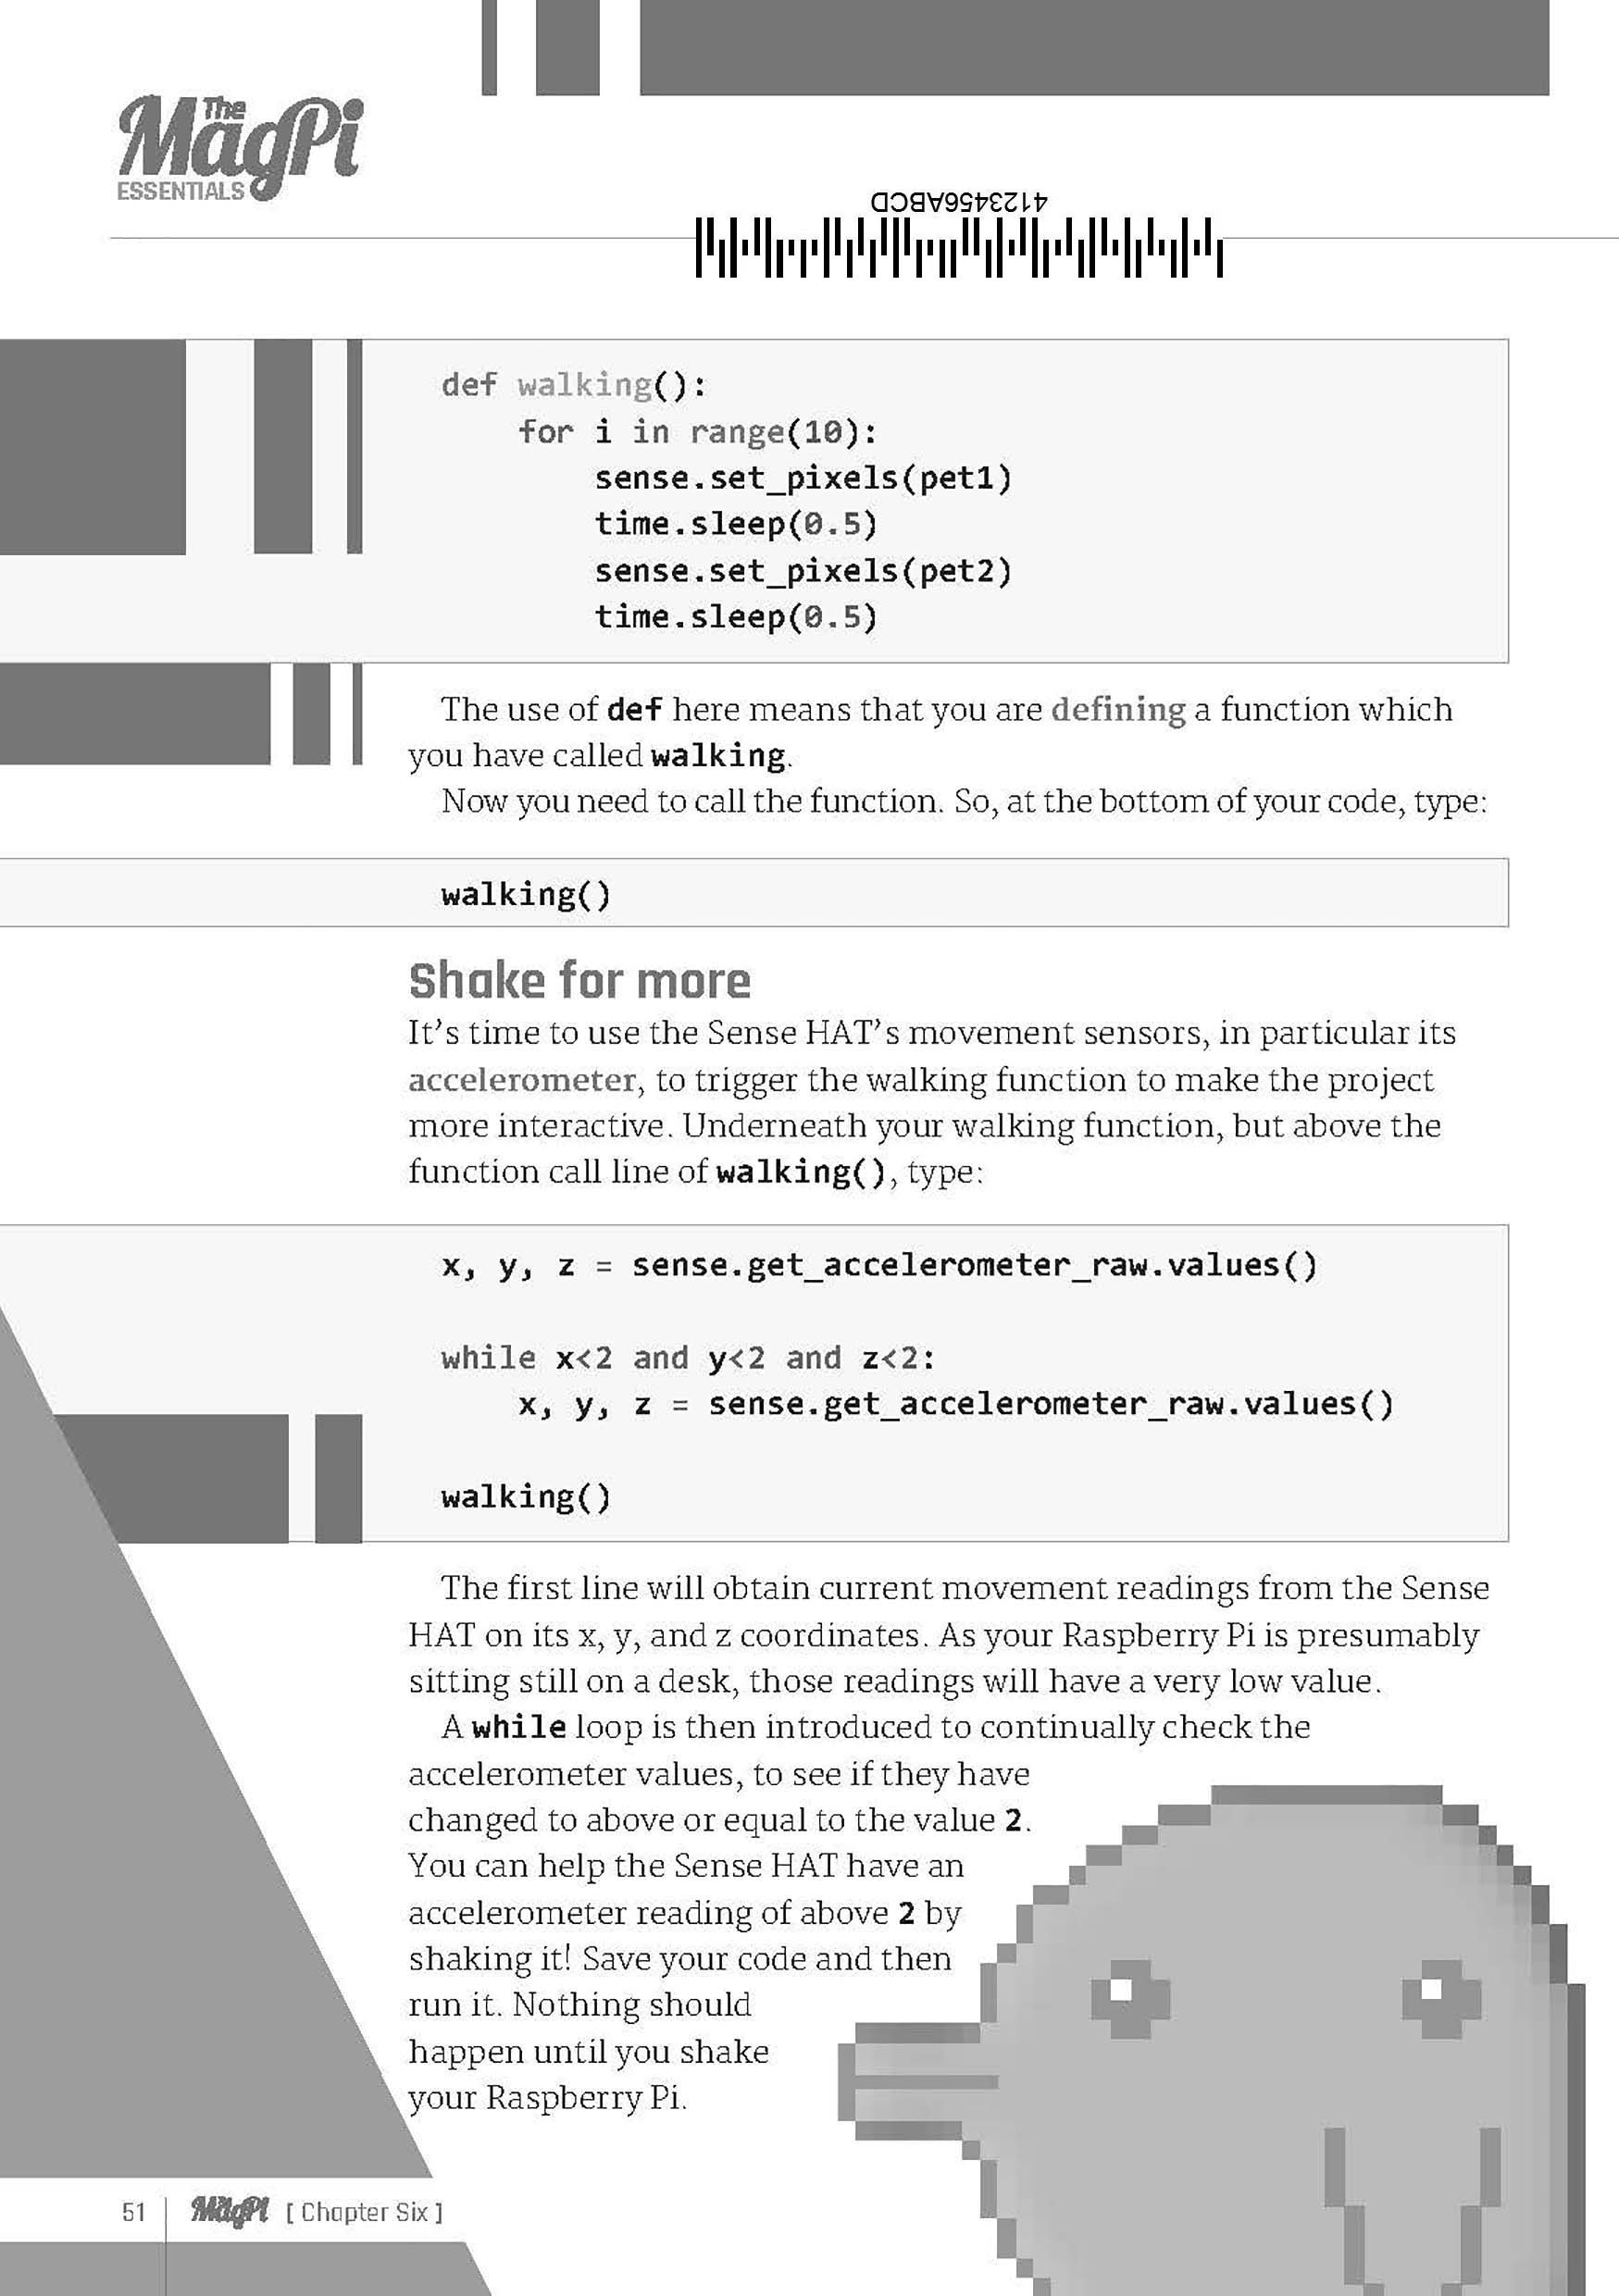 The
MagPi
ESSENTIALS
4123456ABCD
def walking():
    for i in range(10):
        sense.set_pixels(pet1)
        time.sleep(0.5)
        sense.set_pixels(pet2)
        time.sleep(0.5)
The use of def here means that you are defining a function which
you have called walking.
Now you need to call the function. So, at the bottom of your code, type:
walking()
Shake for more
It’s time to use the Sense HAT’s movement sensors, in particular its
accelerometer, to trigger the walking function to make the project
more interactive. Underneath your walking function, but above the
function call line of walking(), type:
x, y, z = sense.get_accelerometer_raw.values()
while x<2 and y<2 and z<2:
    x, y, z = sense.get_accelerometer_raw.values()
walking()
The first line will obtain current movement readings from the Sense
HAT on its x, y, and z coordinates. As your Raspberry Pi is presumably
sitting still on a desk, those readings will have a very low value.
A while loop is then introduced to continually check the
accelerometer values, to see if they have
changed to above or equal to the value 2.
You can help the Sense HAT have an
accelerometer reading of above 2 by
shaking it! Save your code and then
run it. Nothing should
happen until you shake
your Raspberry Pi.
51 MagPi [ Chapter Six ]